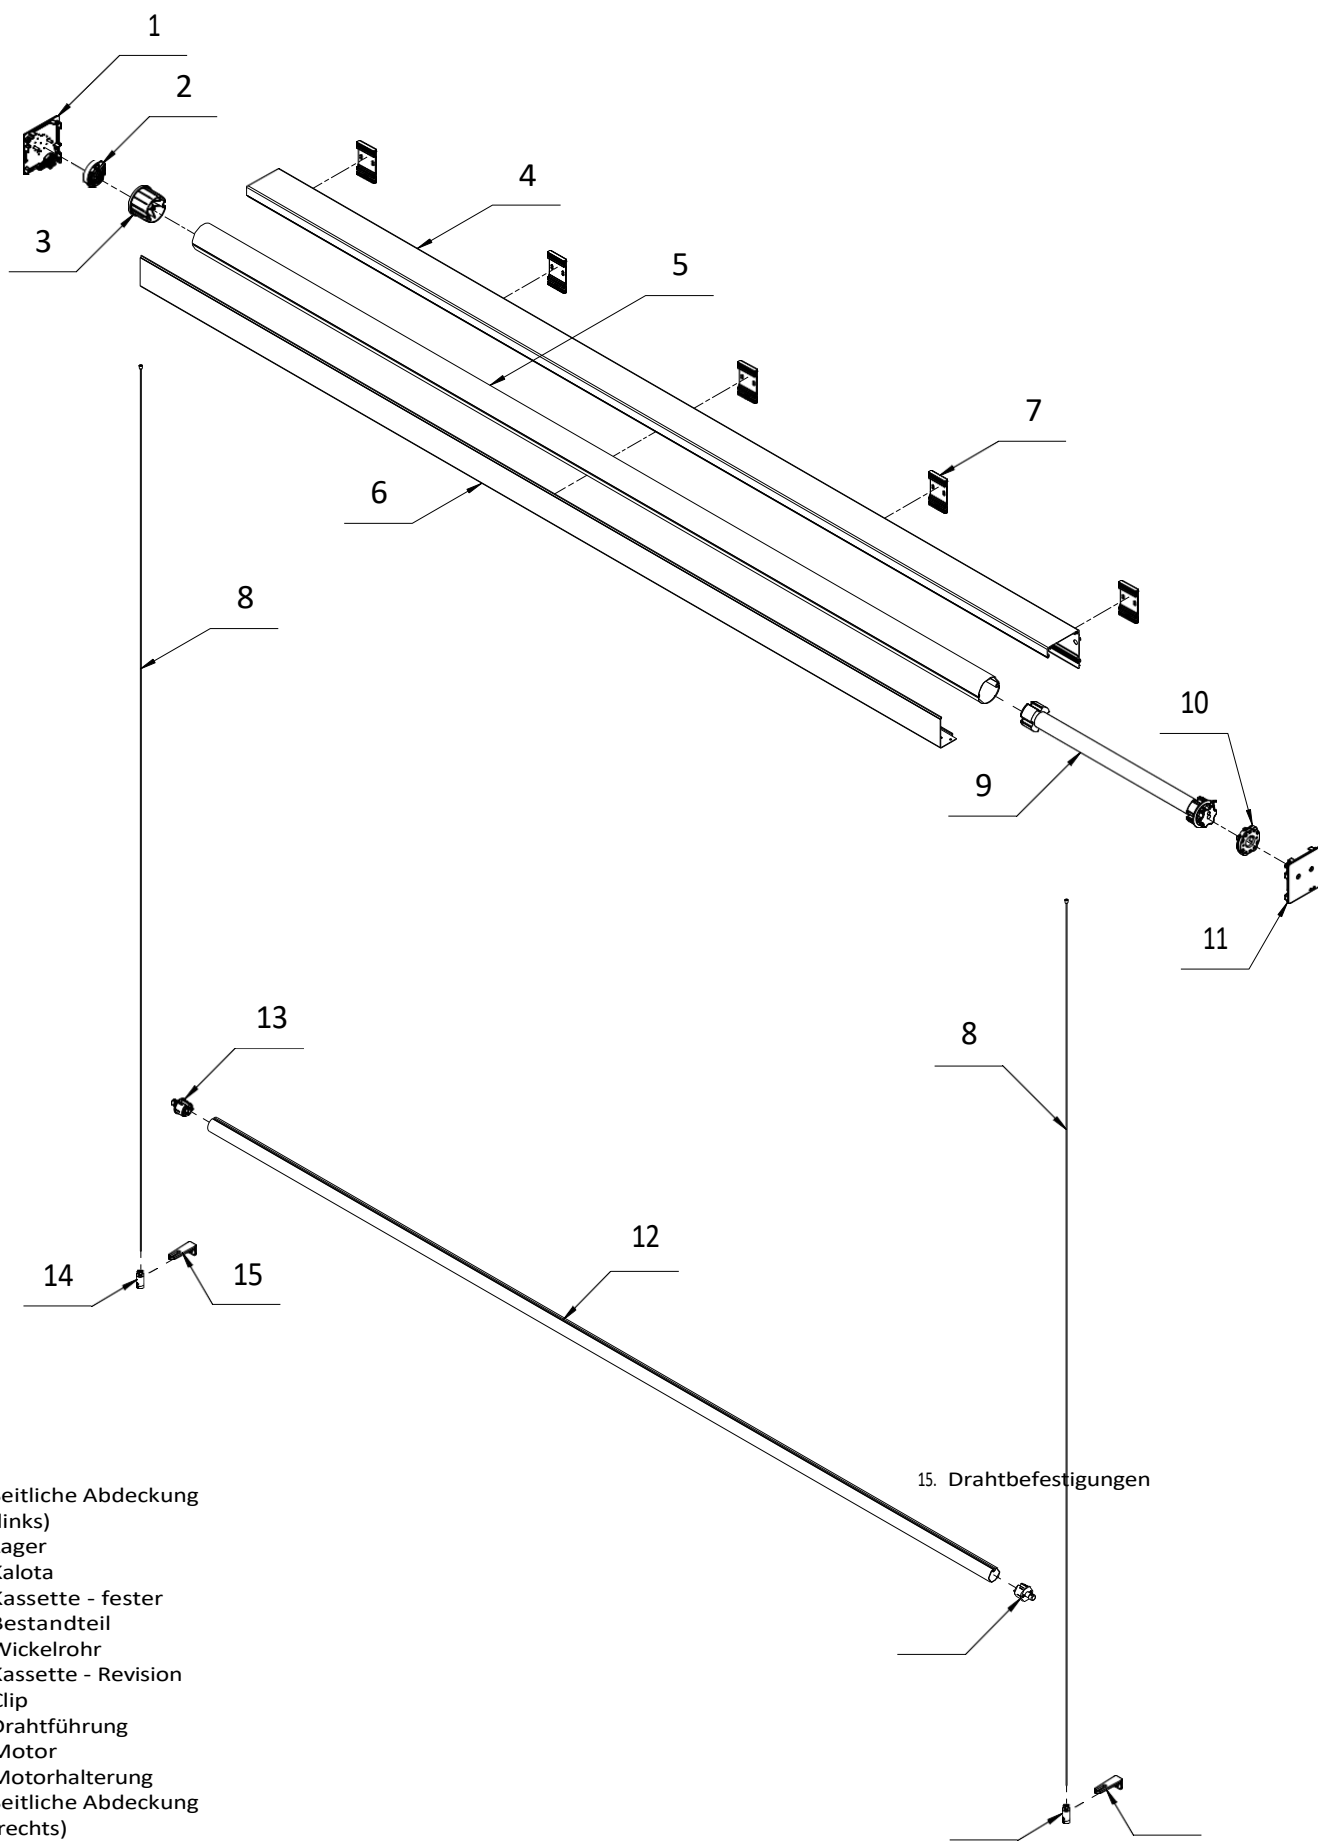 1
2
3
4
5
6
7
8
9
10
11
8
13
12
14
15
15. Drahtbefestigungen
eitliche Abdeckung
links)
ager
Kalota
Kassette - fester
Bestandteil
Wickelrohr
Kassette - Revision
Clip
Drahtführung
Motor
Motorhalterung
eitliche Abdeckung
rechts)